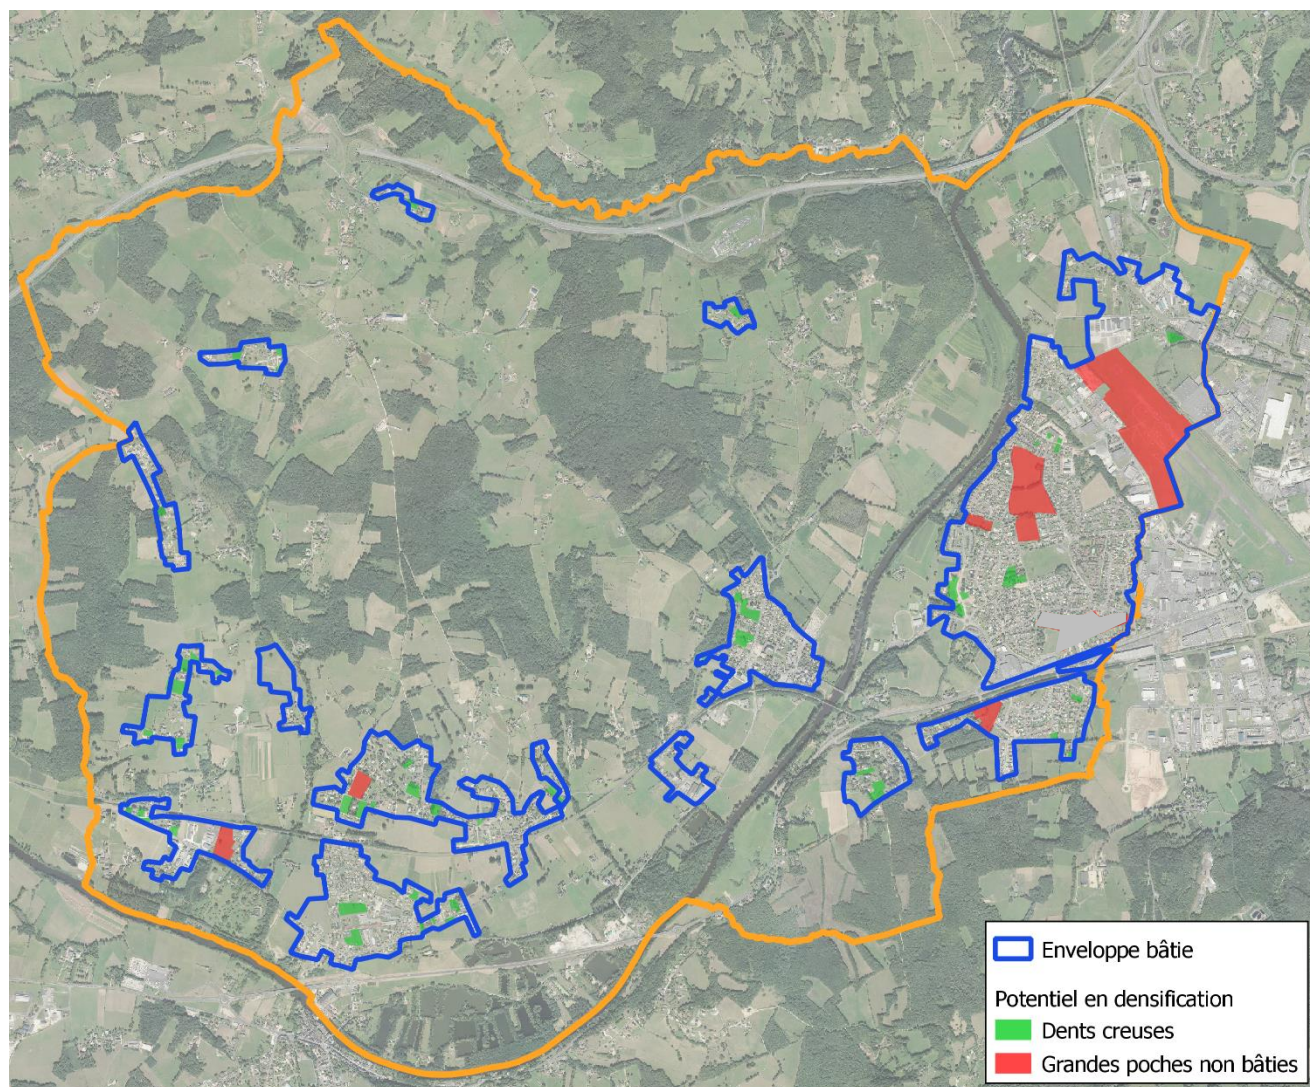 Enveloppe bâtie
Potentiel en densification
Dents creuses
Grandes poches non bâties